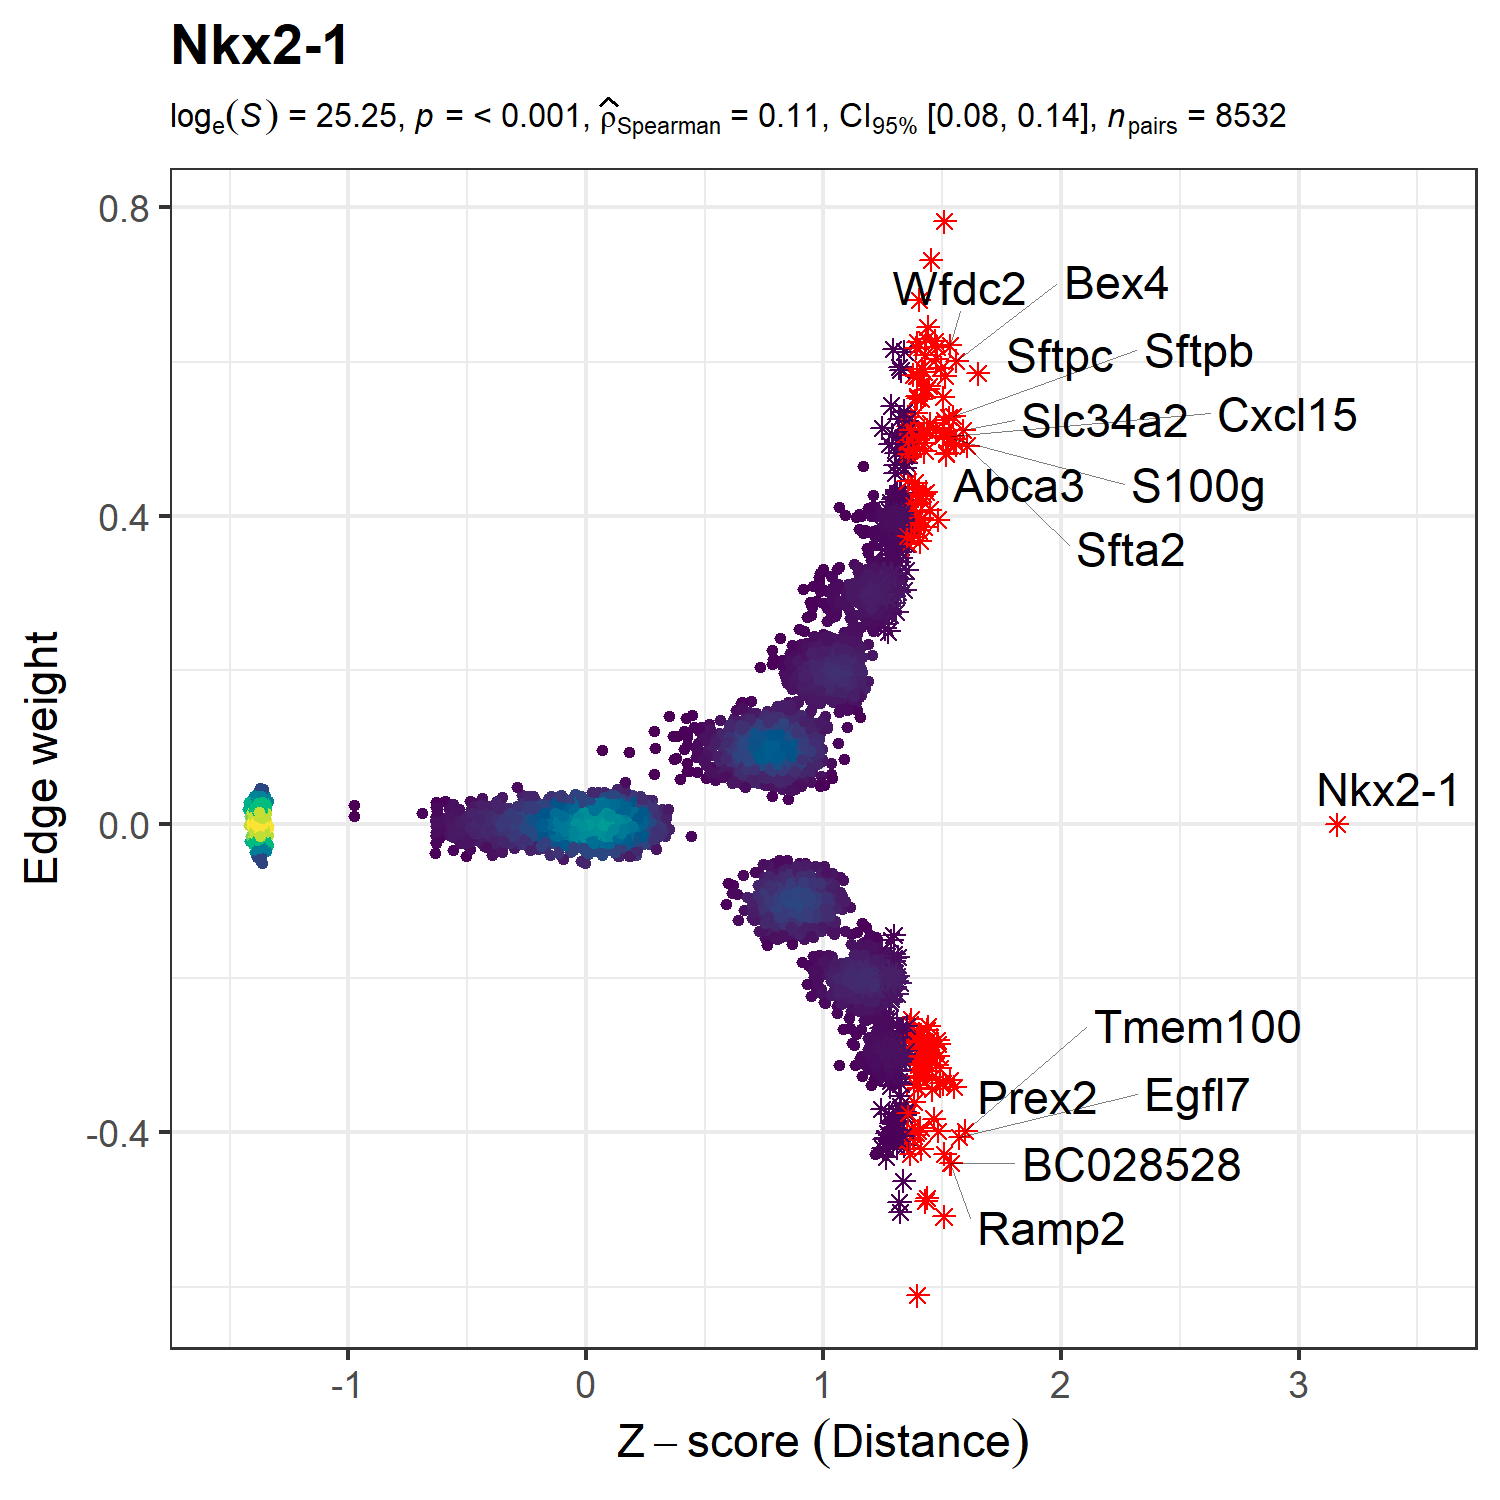 Nkx2-1
logₑ(S) = 25.25, p = < 0.001, ρ̂Spearman = 0.11, CI95% [0.08, 0.14], npairs = 8532
0.8
Wfdc2
Bex4
Sftpc
Sftpb
Slc34a2
Cxcl15
Abca3
S100g
0.4
Sfta2
Edge weight
Nkx2-1
0.0
Tmem100
Prex2
Egfl7
-0.4
BC028528
Ramp2
-1 0 1 2 3
Z – score (Distance)